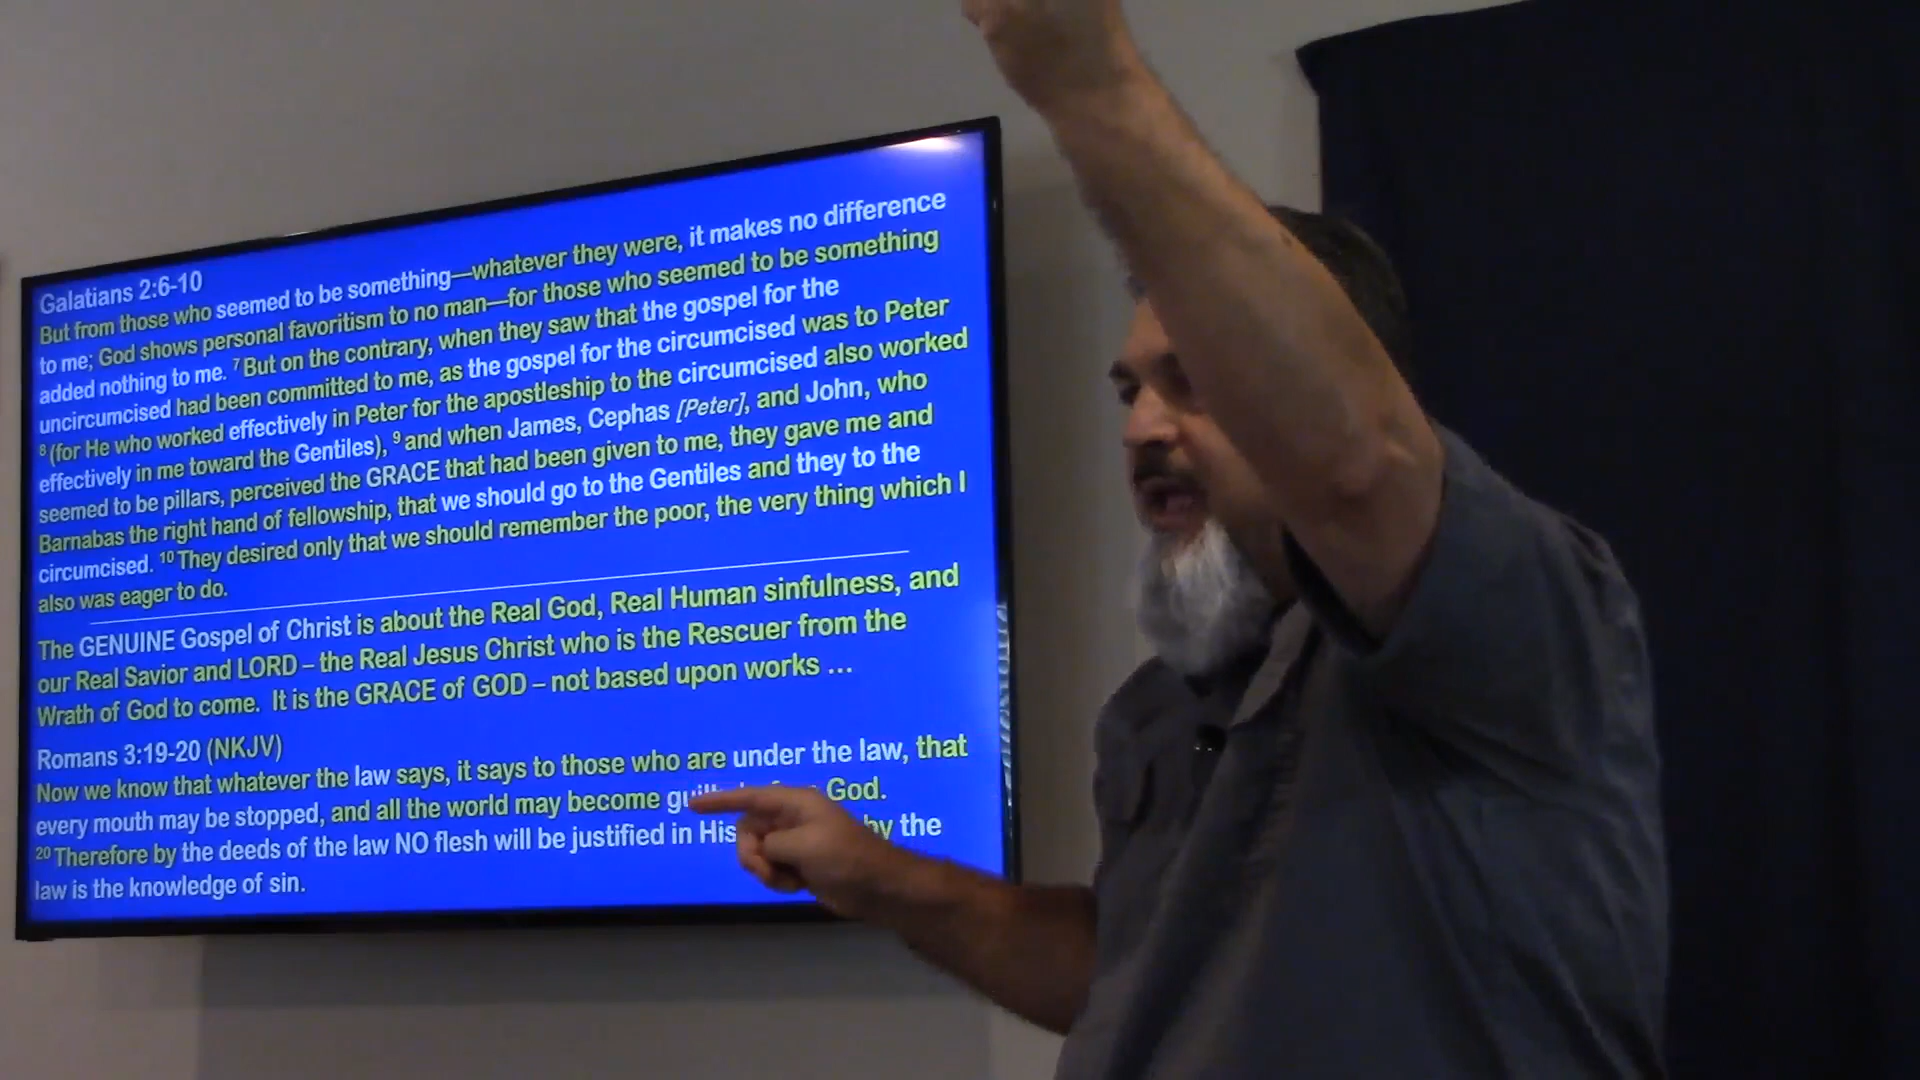 Galatians 2:6-10
But from those who seemed to be something—whatever they were, it makes no difference
to me; God shows personal favoritism to no man—for those who seemed to be something
added nothing to me. 7 But on the contrary, when they saw that the gospel for the
uncircumcised had been committed to me, as the gospel for the circumcised was to Peter
8 (for He who worked effectively in Peter for the apostleship to the circumcised also worked
effectively in me toward the Gentiles), 9 and when James, Cephas [Peter], and John, who
seemed to be pillars, perceived the GRACE that had been given to me, they gave me and
Barnabas the right hand of fellowship, that we should go to the Gentiles and they to the
circumcised. 10 They desired only that we should remember the poor, the very thing which I
also was eager to do.
The GENUINE Gospel of Christ is about the Real God, Real Human sinfulness, and
our Real Savior and LORD – the Real Jesus Christ who is the Rescuer from the
Wrath of God to come. It is the GRACE of GOD – not based upon works ...
Romans 3:19-20 (NKJV)
Now we know that whatever the law says, it says to those who are under the law, that
every mouth may be stopped, and all the world may become God.
20 Therefore by the deeds of the law NO flesh will be justified in His by the
law is the knowledge of sin.